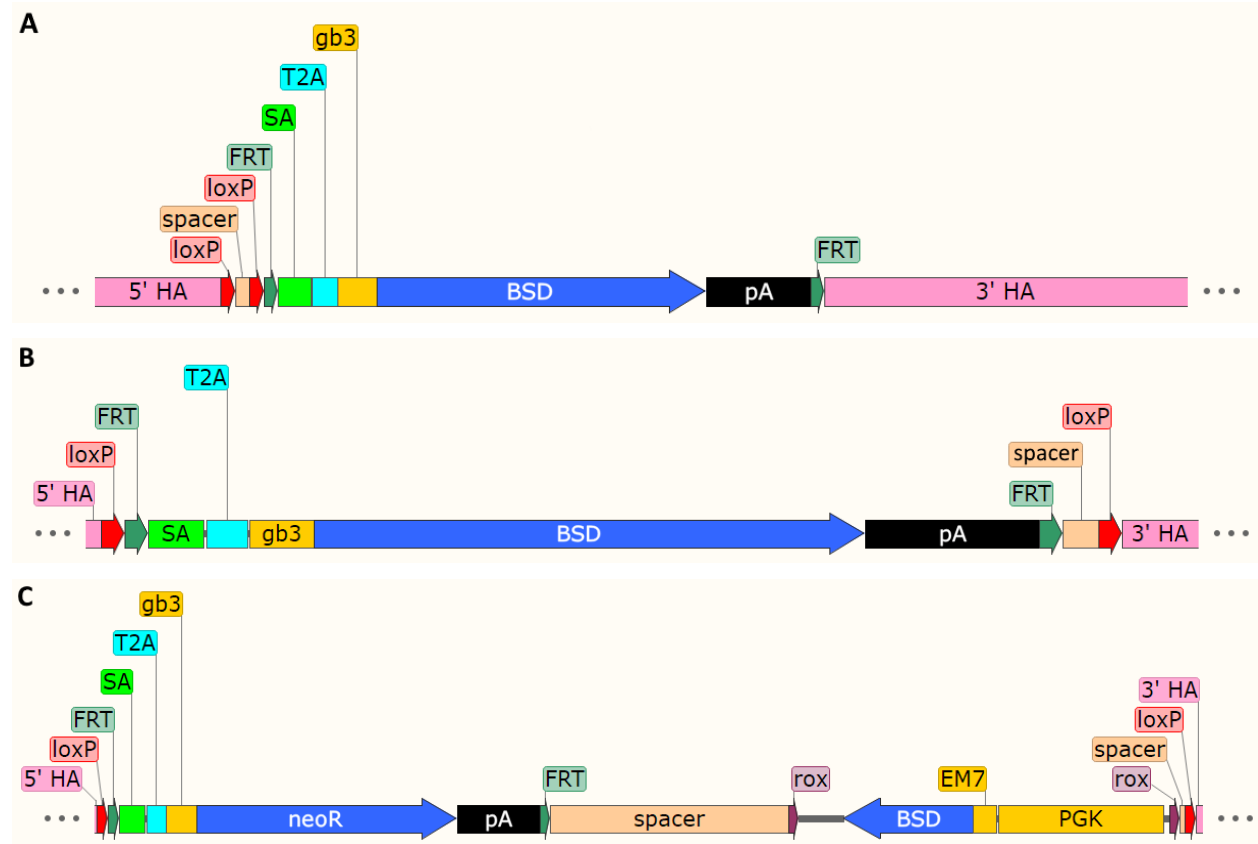 A
gb3
T2A
SA
FRT
loxP
spacer
loxP
FRT
5' HA
BSD
pA
3' HA
B
T2A
FRT
loxP
5' HA
loxP
spacer
FRT
SA
gb3
BSD
pA
3' HA
C
gb3
T2A
SA
FRT
loxP
5' HA
3' HA
loxP
spacer
FRT
rox
EM7
rox
neoR
pA
spacer
BSD
PGK